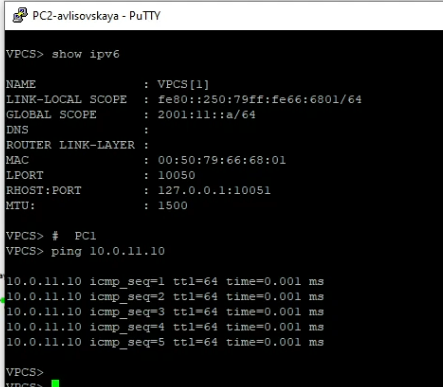 PC2-avlisovskaya - PuTTY
VPCS> show ipv6
NAME : VPCS[1]
LINK-LOCAL SCOPE : fe80::250:79ff:fe66:6801/64
GLOBAL SCOPE : 2001:11::a/64
DNS :
ROUTER LINK-LAYER :
MAC : 00:50:79:66:68:01
LPORT : 10050
RHOST:PORT : 127.0.0.1:10051
MTU: : 1500
VPCS> # PC1
VPCS> ping 10.0.11.10
10.0.11.10 icmp_seq=1 ttl=64 time=0.001 ms
10.0.11.10 icmp_seq=2 ttl=64 time=0.001 ms
10.0.11.10 icmp_seq=3 ttl=64 time=0.001 ms
10.0.11.10 icmp_seq=4 ttl=64 time=0.001 ms
10.0.11.10 icmp_seq=5 ttl=64 time=0.001 ms
VPCS>
VPCS>